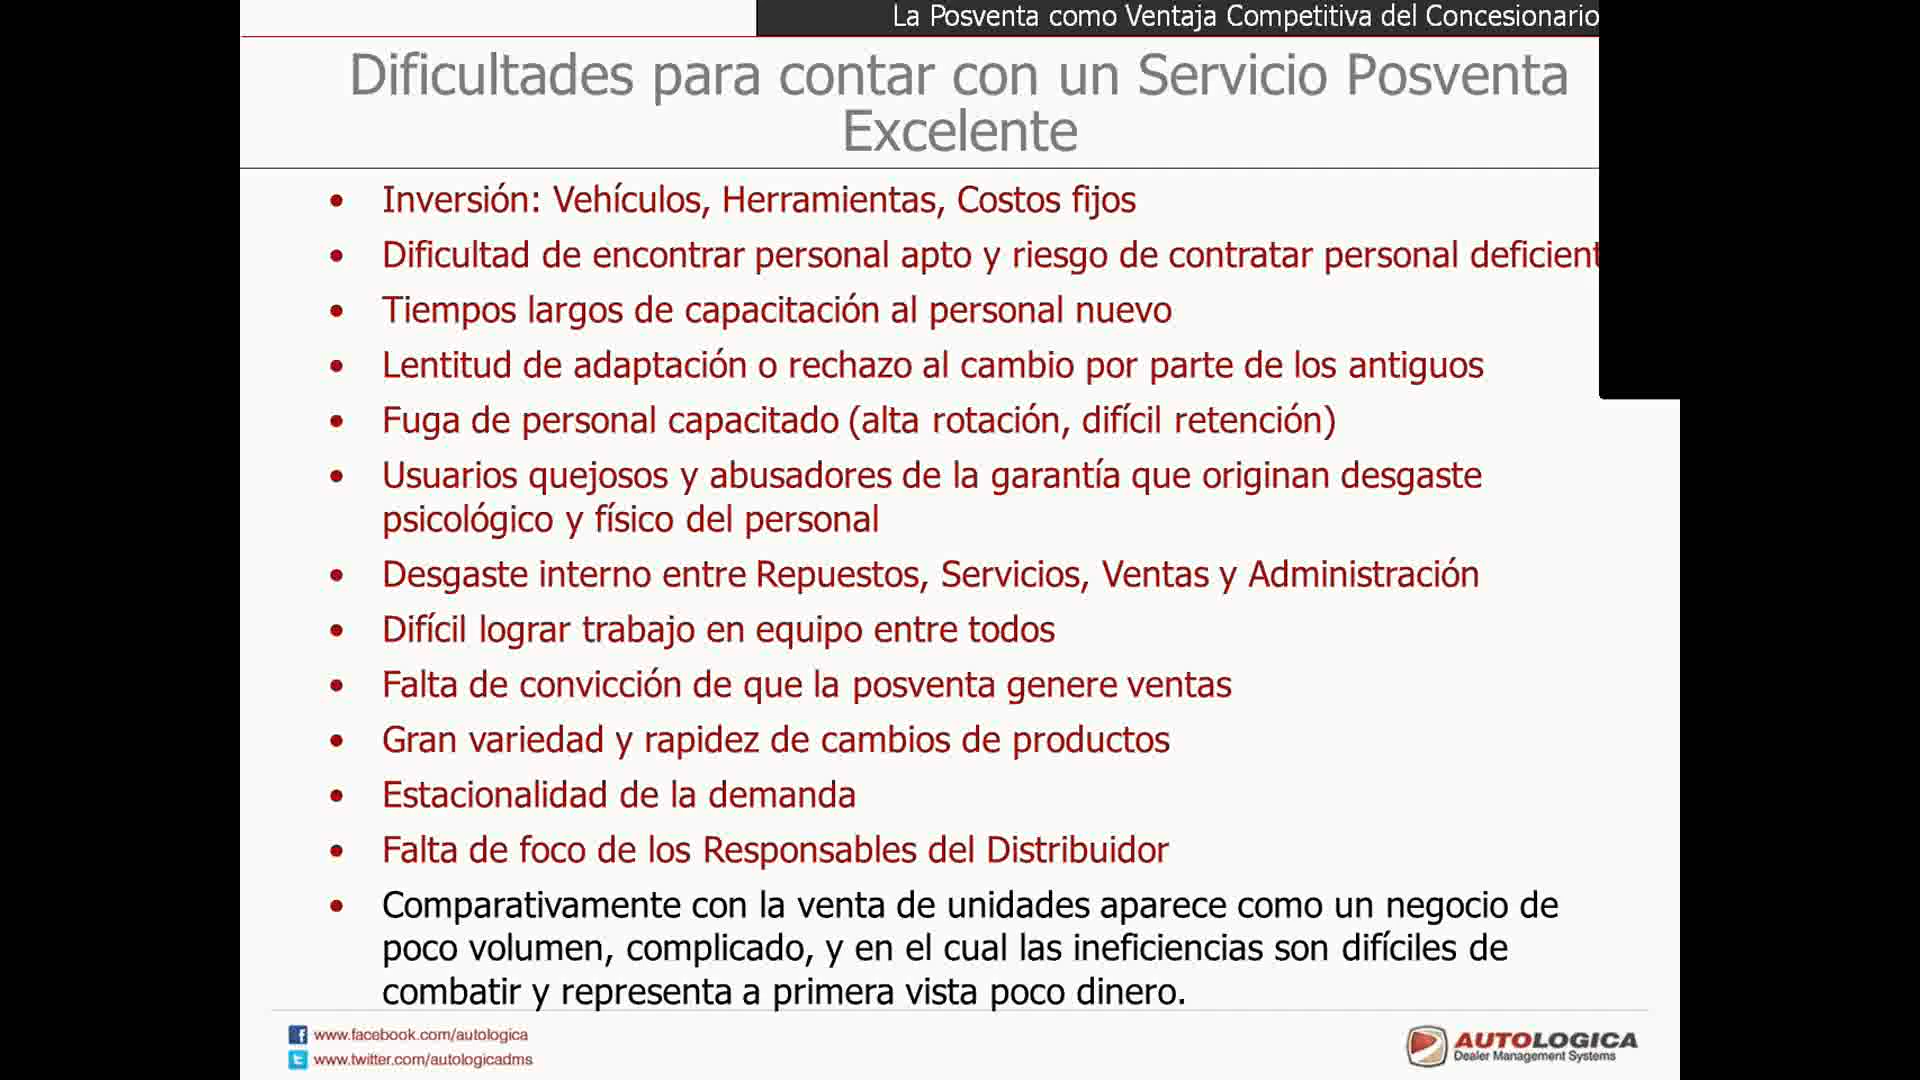 La Posventa como Ventaja Competitiva del Concesionario
Dificultades para contar con un Servicio Posventa
Excelente
• Inversión: Vehículos, Herramientas, Costos fijos
• Dificultad de encontrar personal apto y riesgo de contratar personal deficient
• Tiempos largos de capacitación al personal nuevo
• Lentitud de adaptación o rechazo al cambio por parte de los antiguos
• Fuga de personal capacitado (alta rotación, difícil retención)
• Usuarios quejosos y abusadores de la garantía que originan desgaste
psicológico y físico del personal
• Desgaste interno entre Repuestos, Servicios, Ventas y Administración
• Difícil lograr trabajo en equipo entre todos
• Falta de convicción de que la posventa genere ventas
• Gran variedad y rapidez de cambios de productos
• Estacionalidad de la demanda
• Falta de foco de los Responsables del Distribuidor
• Comparativamente con la venta de unidades aparece como un negocio de
poco volumen, complicado, y en el cual las ineficiencias son difíciles de
combatir y representa a primera vista poco dinero.
www.facebook.com/autologica
www.twitter.com/autologicadms
AUTOLOGICA
Dealer Management Systems